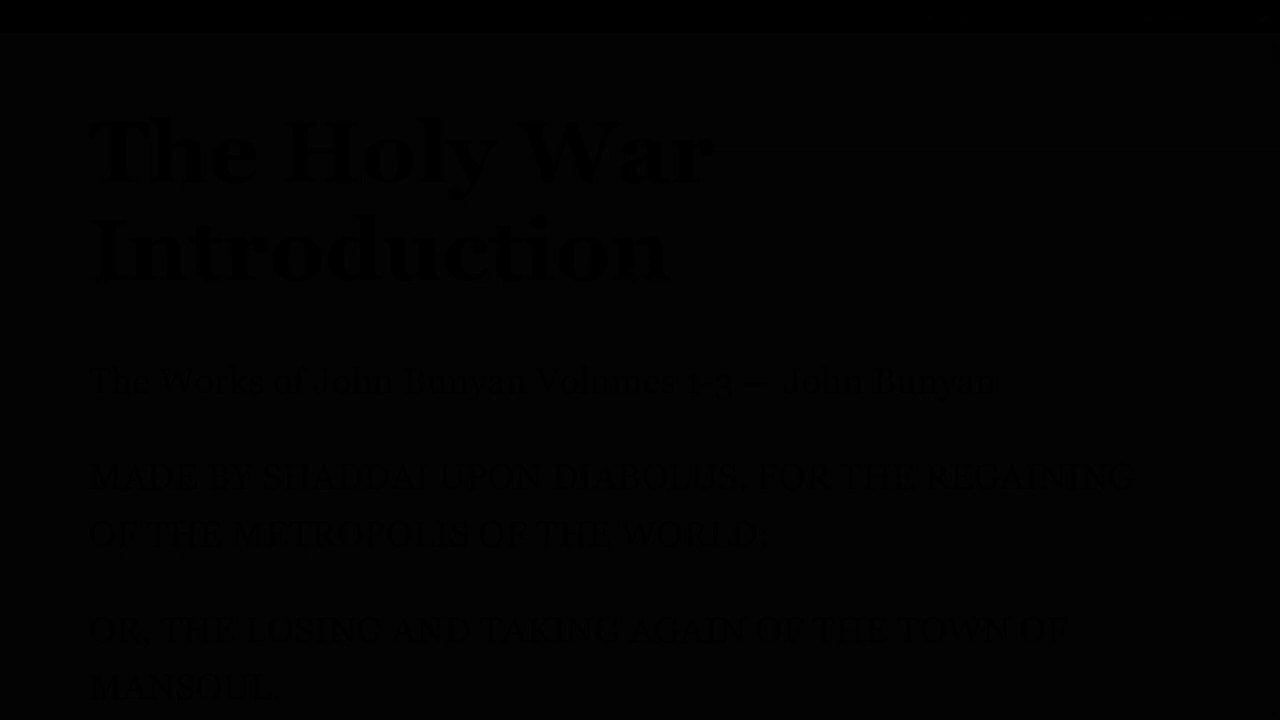 The Holy War
Introduction
The Works of John Bunyan Volumes 1-3 — John Bunyan
MADE BY SHADDAI UPON DIABOLUS, FOR THE REGAINING
OF THE METROPOLIS OF THE WORLD;
OR, THE LOSING AND TAKING AGAIN OF THE TOWN OF
MANSOUL.